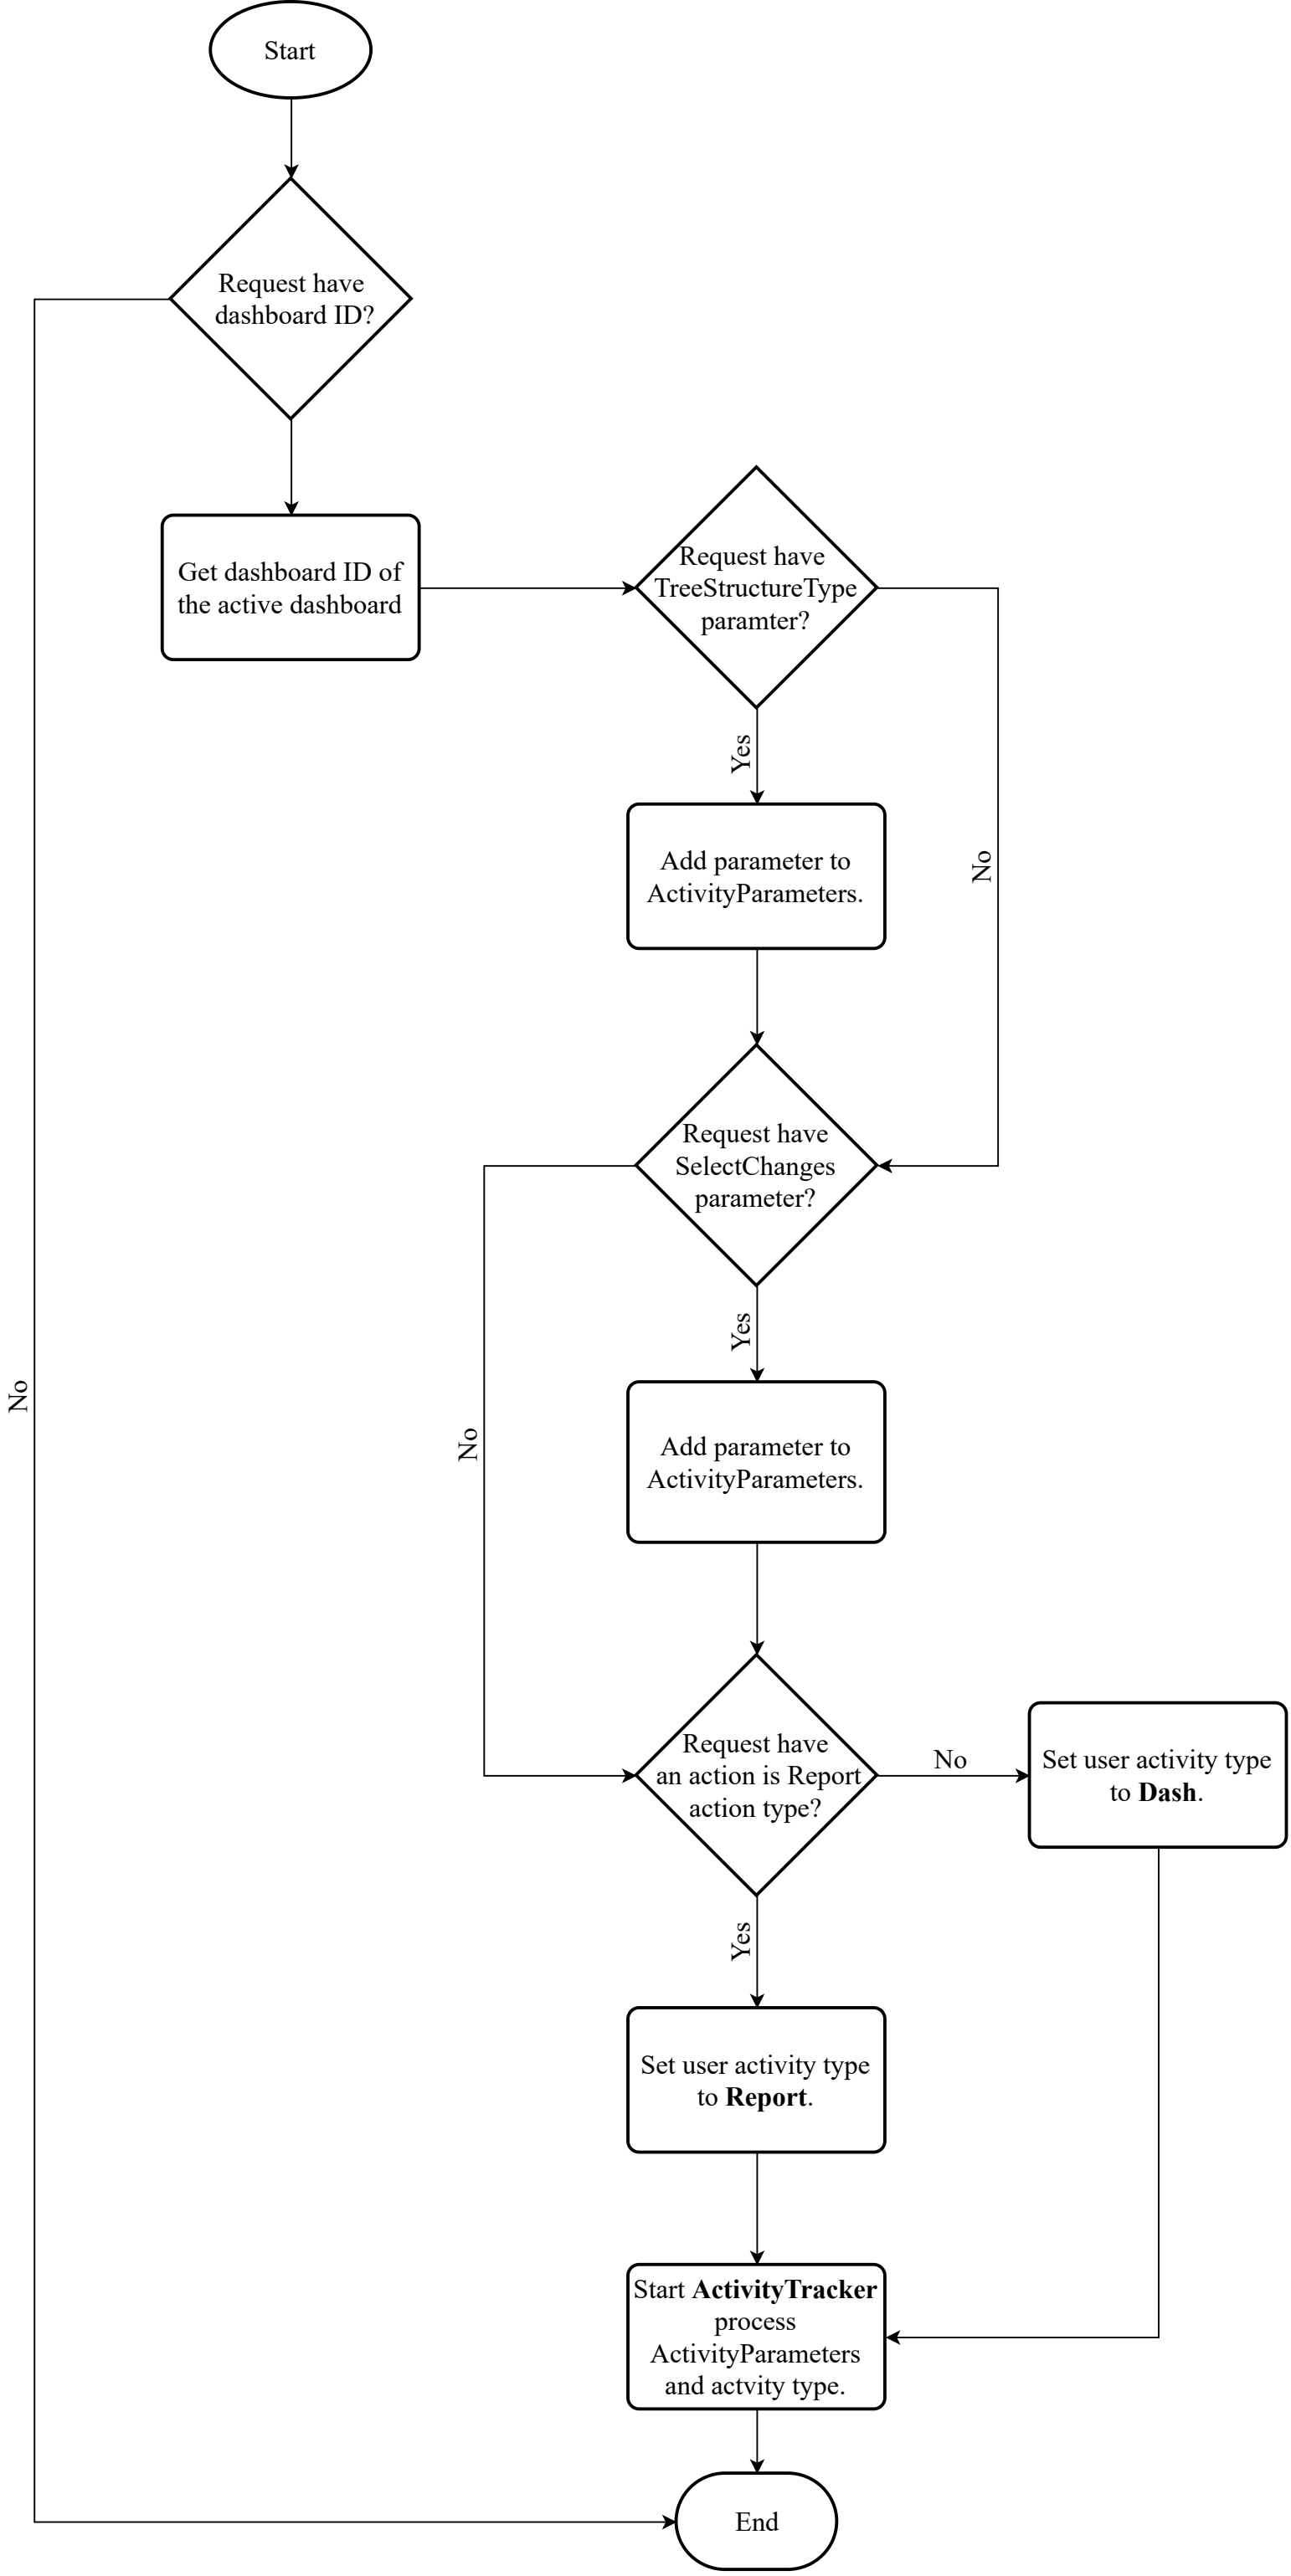 Start
Request have
dashboard ID?
Get dashboard ID of
the active dashboard
Request have
TreeStructureType
paramter?
Yes
No
Add parameter to
ActivityParameters.
Request have
SelectChanges
parameter?
No
Yes
No
Add parameter to
ActivityParameters.
Request have
an action is Report
action type?
No
Set user activity type
to Dash.
Yes
Set user activity type
to Report.
Start ActivityTracker
process
ActivityParameters
and actvity type.
End